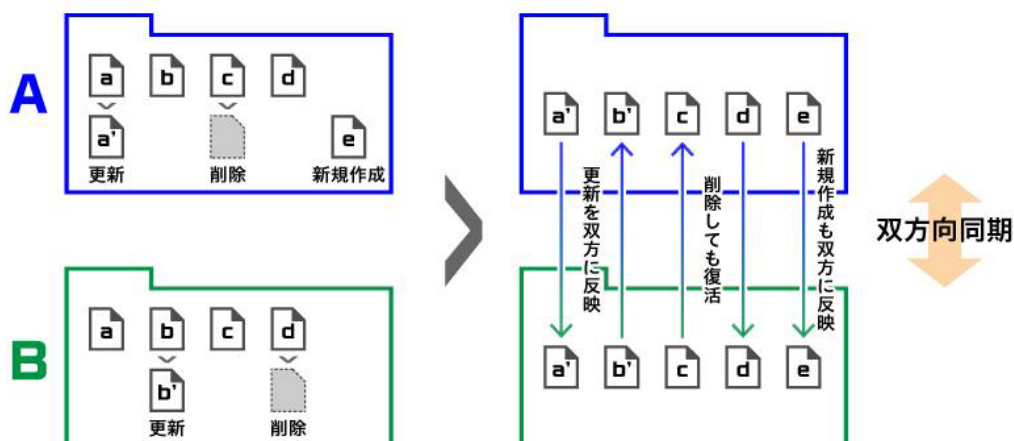 A
a b c d
a' e
更新 削除 新規作成
B
a b c d
b'
更新 削除
a' b' c d e
更新を双方に反映
削除しても復活
新規作成も双方に反映
a' b' c d e
双方向同期